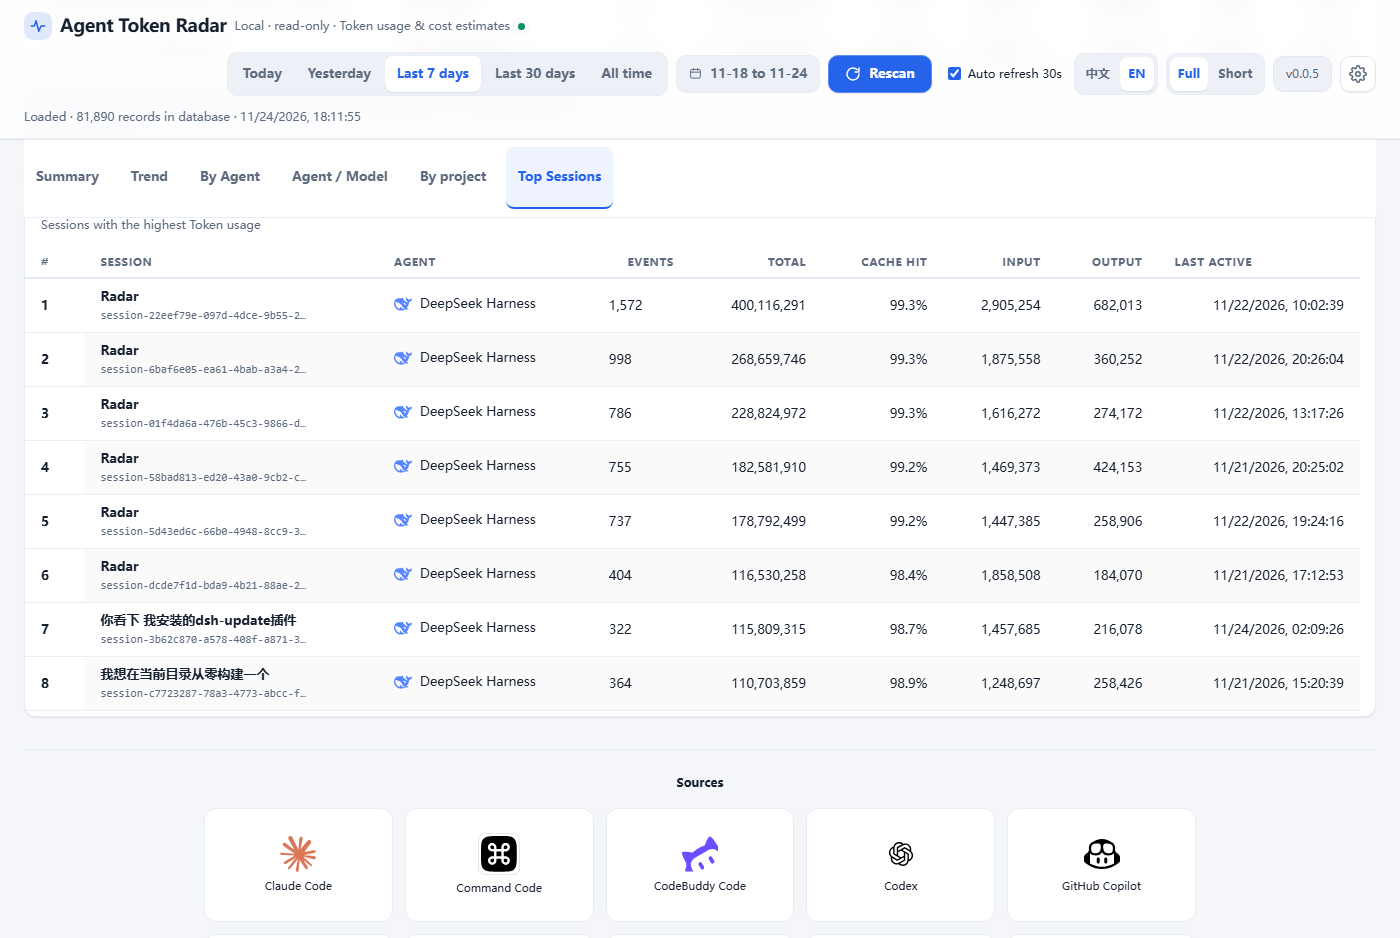 Agent Token Radar Local · read-only · Token usage & cost estimates
Today Yesterday Last 7 days Last 30 days All time 11-18 to 11-24 Rescan Auto refresh 30s 中文 EN Full Short v0.0.5
Loaded · 81,890 records in database · 11/24/2026, 18:11:55
Summary Trend By Agent Agent / Model By project Top Sessions
Sessions with the highest Token usage
# SESSION AGENT EVENTS TOTAL CACHE HIT INPUT OUTPUT LAST ACTIVE
1 Radar DeepSeek Harness 1,572 400,116,291 99.3% 2,905,254 682,013 11/22/2026, 10:02:39
session-22eef79e-097d-4dce-9b55-2…
2 Radar DeepSeek Harness 998 268,659,746 99.3% 1,875,558 360,252 11/22/2026, 20:26:04
session-6baf6e05-ea61-4bab-a3a4-2…
3 Radar DeepSeek Harness 786 228,824,972 99.3% 1,616,272 274,172 11/22/2026, 13:17:26
session-01f4da6a-476b-45c3-9866-d…
4 Radar DeepSeek Harness 755 182,581,910 99.2% 1,469,373 424,153 11/21/2026, 20:25:02
session-58bad813-ed20-43a0-9cb2-c…
5 Radar DeepSeek Harness 737 178,792,499 99.2% 1,447,385 258,906 11/22/2026, 19:24:16
session-5d43ed6c-66b0-4948-8cc9-3…
6 Radar DeepSeek Harness 404 116,530,258 98.4% 1,858,508 184,070 11/21/2026, 17:12:53
session-dcde7f1d-bda9-4b21-88ae-2…
7 你看下 我安装的dsh-update插件 DeepSeek Harness 322 115,809,315 98.7% 1,457,685 216,078 11/24/2026, 02:09:26
session-3b62c870-a578-408f-a871-3…
8 我想在当前目录从零构建一个 DeepSeek Harness 364 110,703,859 98.9% 1,248,697 258,426 11/21/2026, 15:20:39
session-c7723287-78a3-4773-abcc-f…
Sources
Claude Code Command Code CodeBuddy Code Codex GitHub Copilot